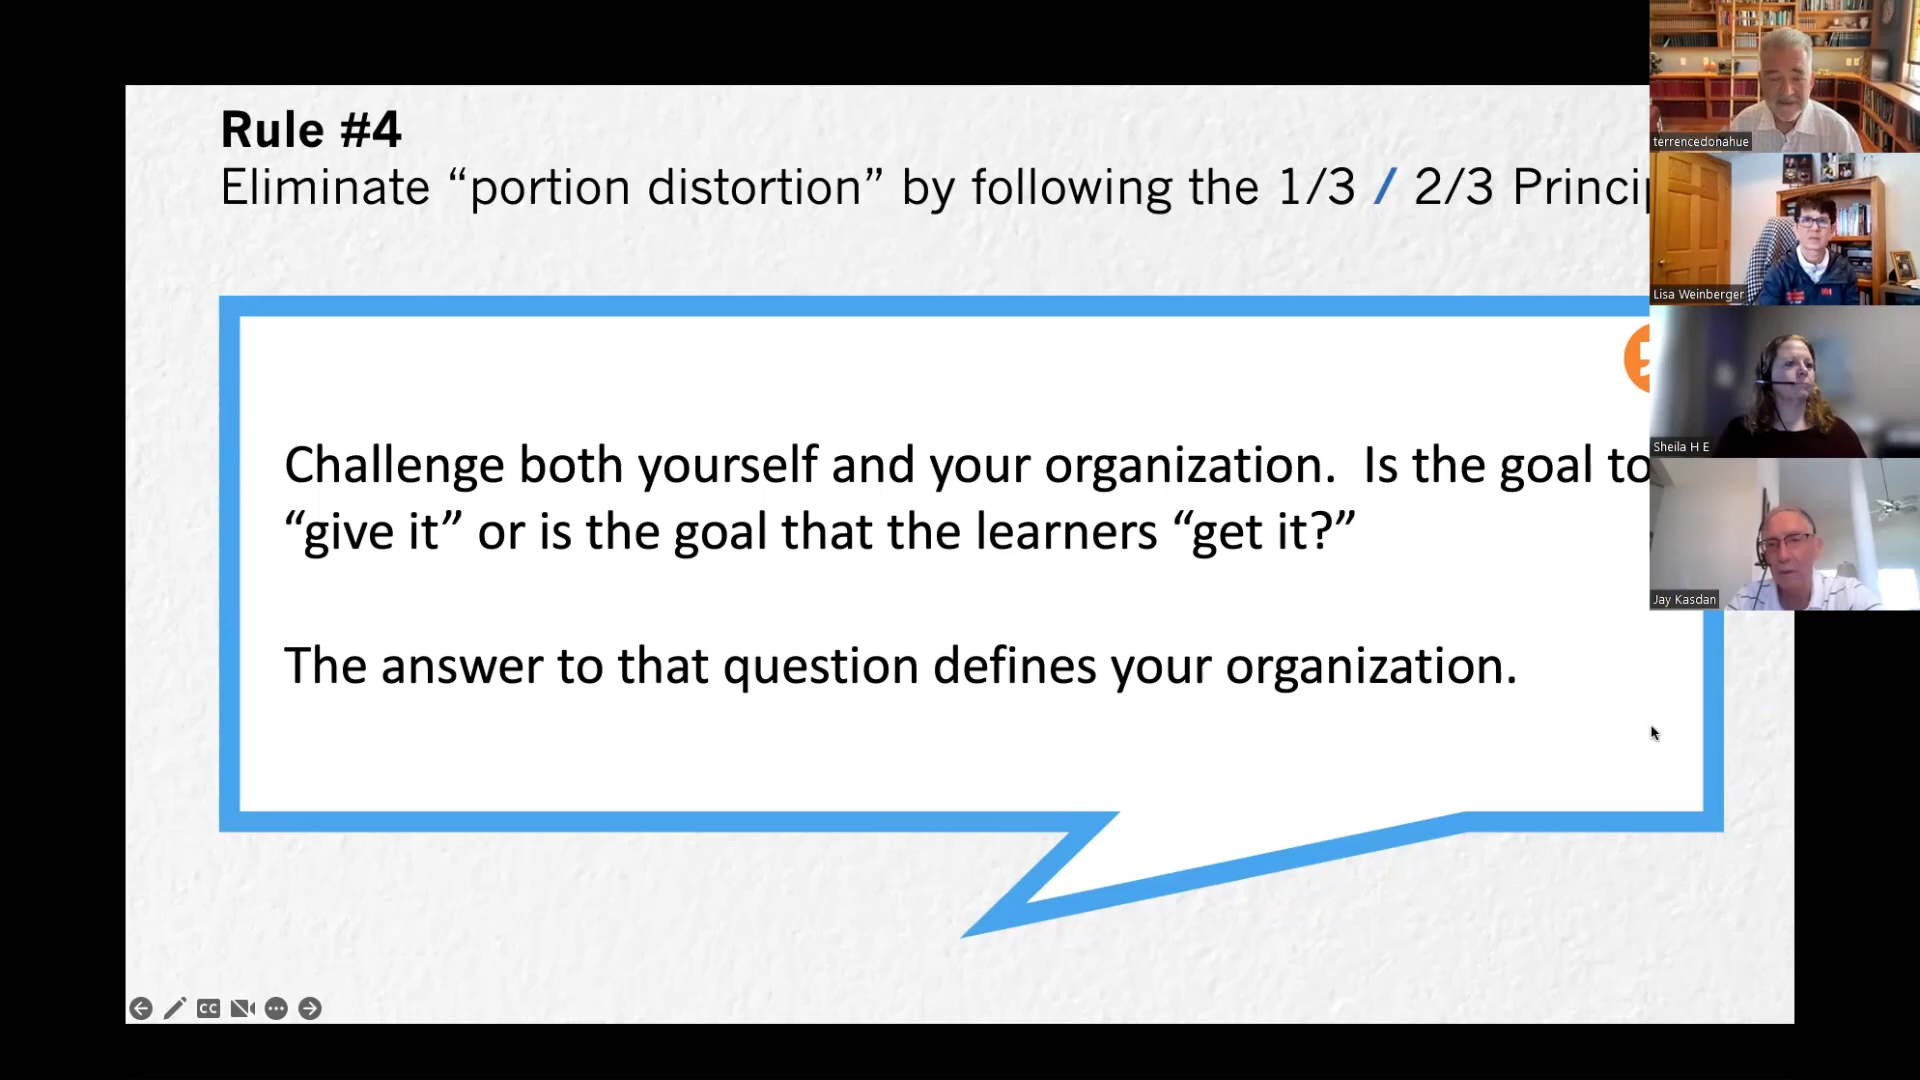 Rule #4
Eliminate “portion distortion” by following the 1/3 / 2/3
Challenge both yourself and your organization.  Is the goal to
“give it” or is the goal that the learners “get it?”
The answer to that question defines your organization.
terrencedonahue
Lisa Weinberger
Sheila H E
Jay Kasdan
CC